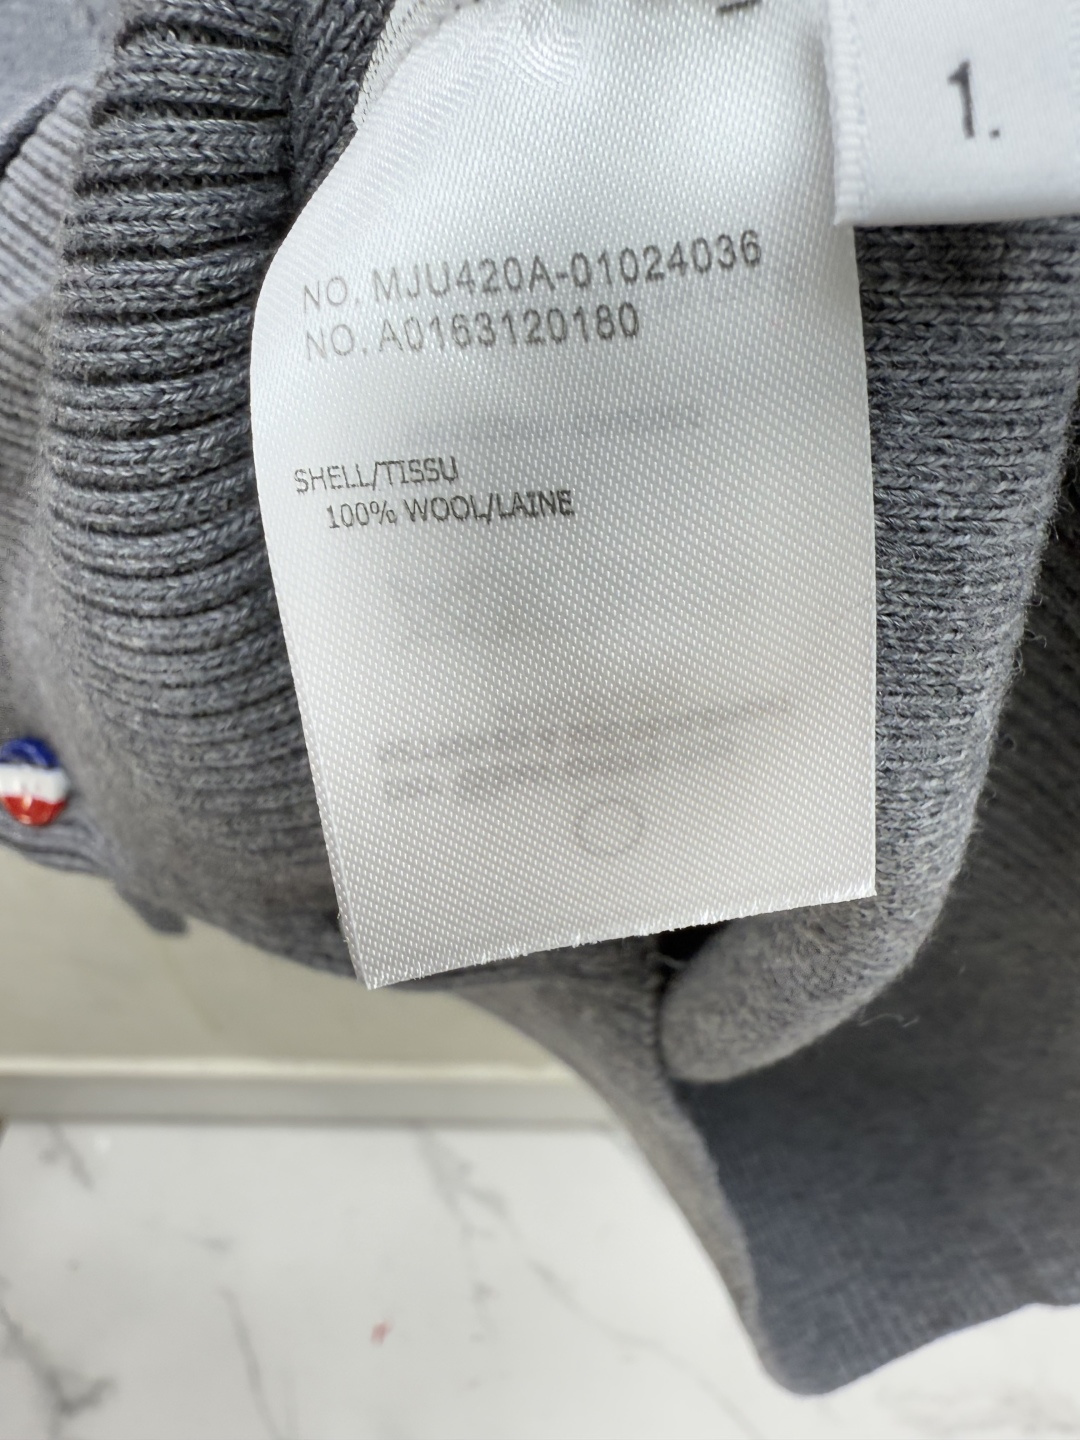 1.
NO. MJU420A-01024036
NO. A0163120180
SHELL/TISSU
100% WOOL/LAINE